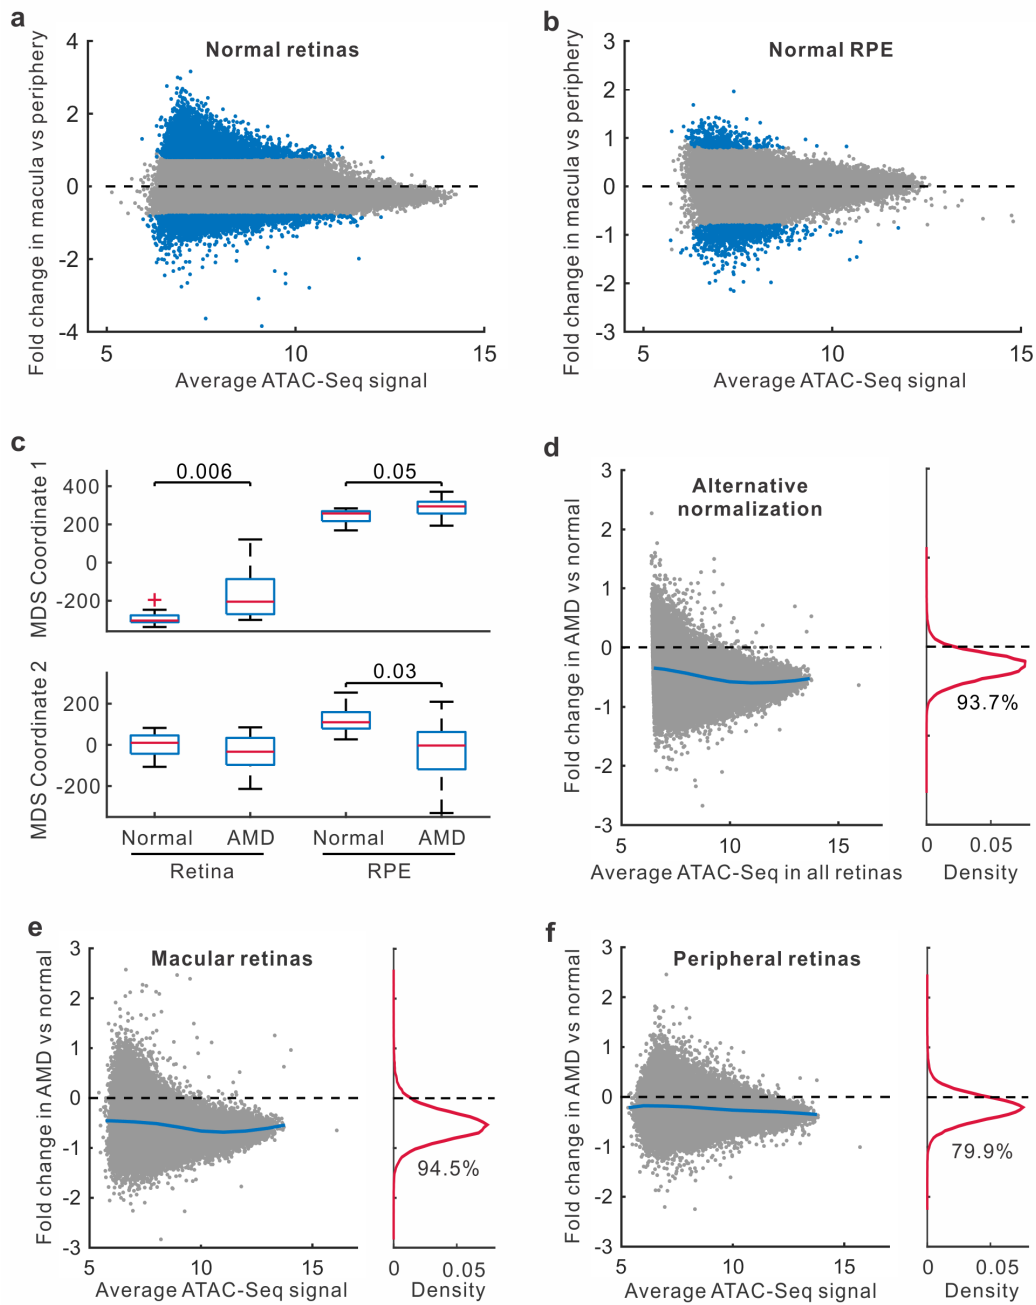 a
Normal retinas
Fold change in macula vs periphery
4
2
0
-2
-4
5
10
15
Average ATAC-Seq signal
b
Normal RPE
Fold change in macula vs periphery
3
2
1
0
-1
-2
-3
5
10
15
Average ATAC-Seq signal
c
MDS Coordinate 1
400
200
0
-200
0.006
0.05
MDS Coordinate 2
200
0
-200
0.03
Normal
AMD
Normal
AMD
Retina
RPE
d
Alternative
normalization
Fold change in AMD vs normal
3
2
1
0
-1
-2
-3
5
10
15
Average ATAC-Seq in all retinas
93.7%
0
0.05
Density
e
Macular retinas
Fold change in AMD vs normal
3
2
1
0
-1
-2
-3
5
10
15
Average ATAC-Seq signal
94.5%
0
0.05
Density
f
Peripheral retinas
Fold change in AMD vs normal
3
2
1
0
-1
-2
-3
5
10
15
Average ATAC-Seq signal
79.9%
0
0.05
Density